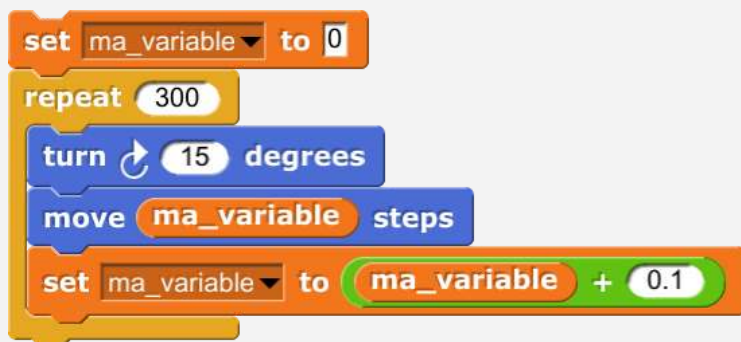 set ma_variable to 0
repeat 300
turn 15 degrees
move ma_variable steps
set ma_variable to ma_variable + 0.1